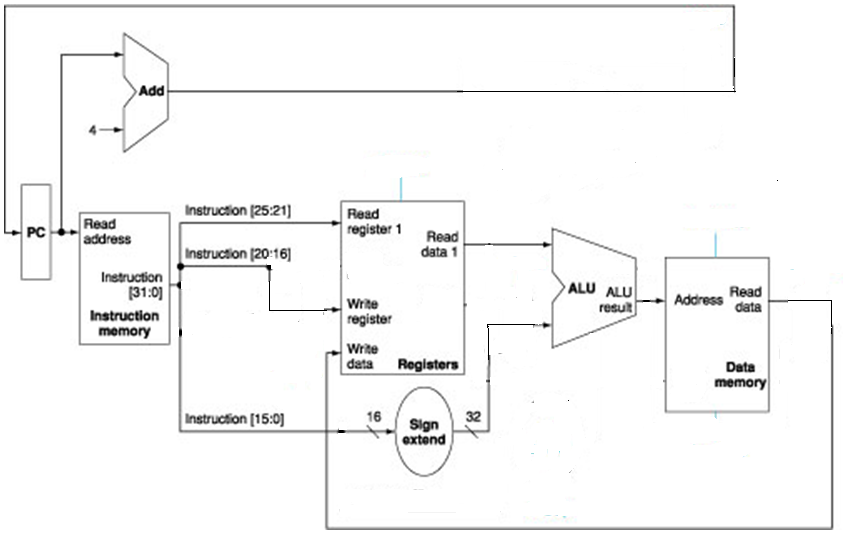 Add
4
PC
Read
address
Instruction
[31:0]
Instruction
memory
Instruction [25:21]
Instruction [20:16]
Instruction [15:0]
Read
register 1
Read
data 1
Write
register
Write
data
Registers
16
Sign
extend
32
ALU
ALU
result
Address
Read
data
Data
memory